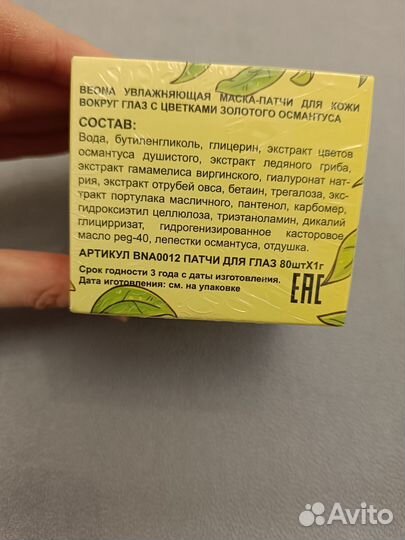 BEONA УВЛАЖНЯЮЩАЯ МАСКА-ПАТЧИ ДЛЯ КОЖИ
ВОКРУГ ГЛАЗ С ЦВЕТКАМИ ЗОЛОТОГО ОСМАНТУСА
СОСТАВ:
Вода, бутиленгликоль, глицерин, экстракт цветов
османтуса душистого, экстракт ледяного гриба,
экстракт гамамелиса виргинского, гиалуронат нат-
рия, экстракт отрубей овса, бетаин, трегалоза, экс-
тракт портулака масличного, пантенол, карбомер,
гидроксиэтил целлюлоза, триэтаноламин, дикалий
глицирризат, гидрогенизированное касторовое
масло peg-40, лепестки османтуса, отдушка.
АРТИКУЛ BNA0012 ПАТЧИ ДЛЯ ГЛАЗ 80штХ1г
Срок годности 3 года с даты изготовления.
Дата изготовления: см. на упаковке
EAC
Avito